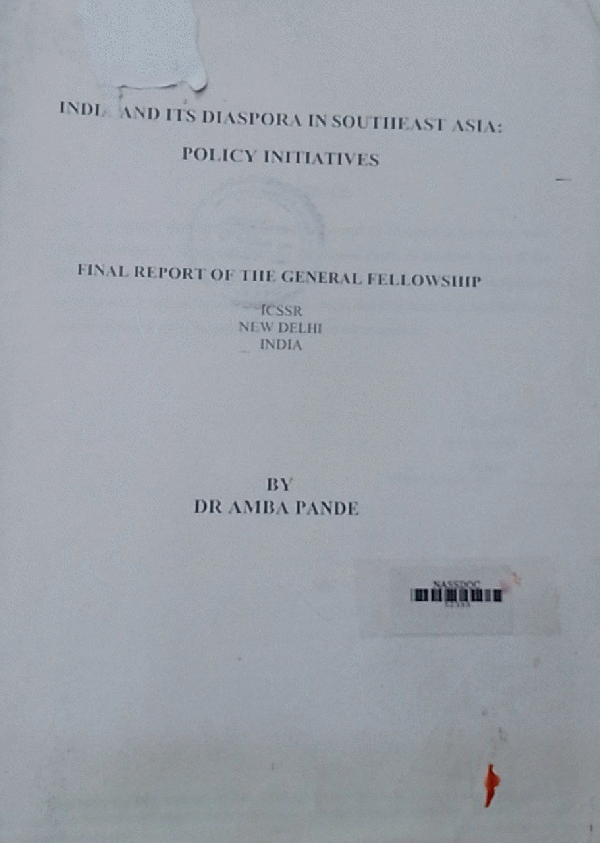 INDIA AND ITS DIASPORA IN SOUTHEAST ASIA:
POLICY INITIATIVES
FINAL REPORT OF THE GENERAL FELLOWSHIP
ICSSR
NEW DELHI
INDIA
BY
DR AMBA PANDE
NASSDOC